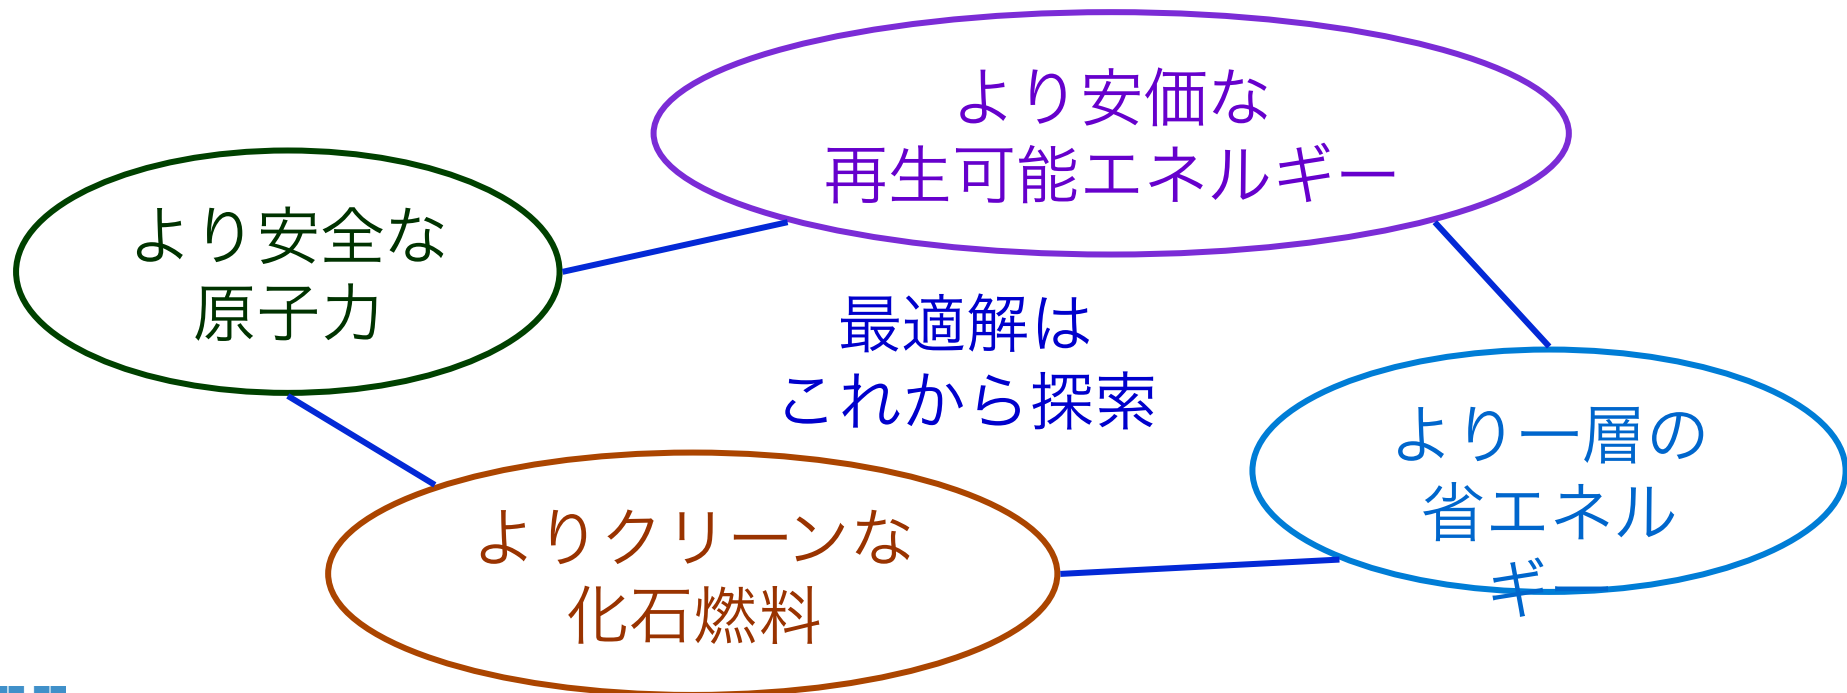 より安価な
再生可能エネルギー
より安全な
原子力
最適解は
これから探索
より一層の
省エネル
ギー
よりクリーンな
化石燃料